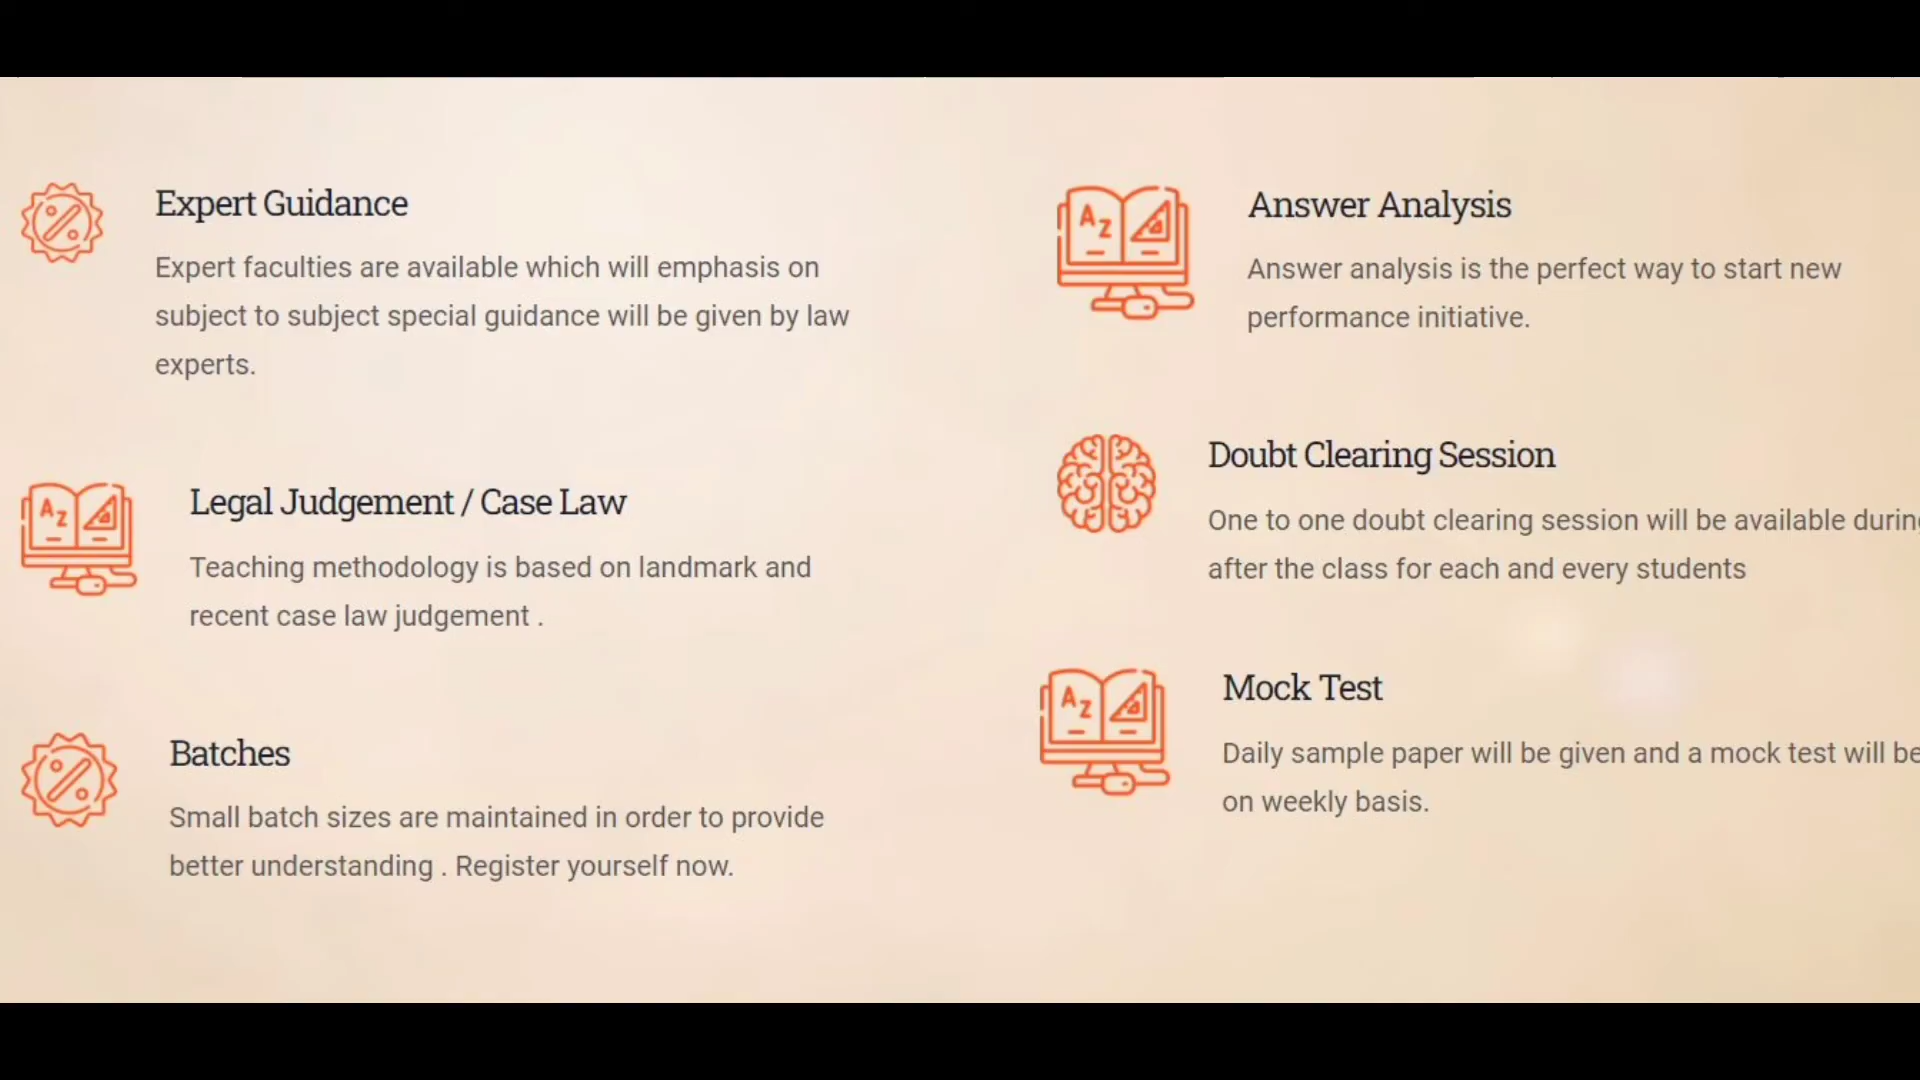 Expert Guidance
Expert faculties are available which will emphasis on
subject to subject special guidance will be given by law
experts.
Legal Judgement / Case Law
Teaching methodology is based on landmark and
recent case law judgement .
Batches
Small batch sizes are maintained in order to provide
better understanding . Register yourself now.
Answer Analysis
Answer analysis is the perfect way to start new
performance initiative.
Doubt Clearing Session
One to one doubt clearing session will be available
after the class for each and every students
Mock Test
Daily sample paper will be given and a mock test will be
on weekly basis.